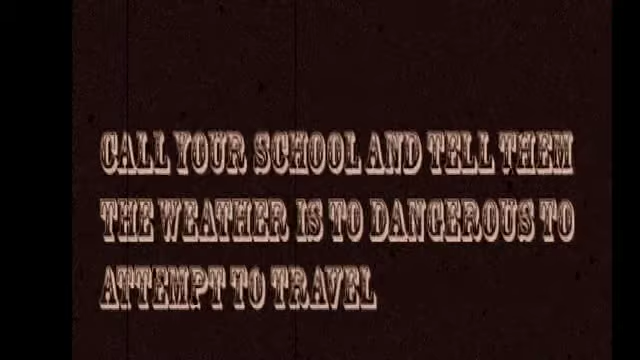 CALL YOUR SCHOOL AND TELL THEM
THE WEATHER IS TO DANGEROUS TO
ATTEMPT TO TRAVEL